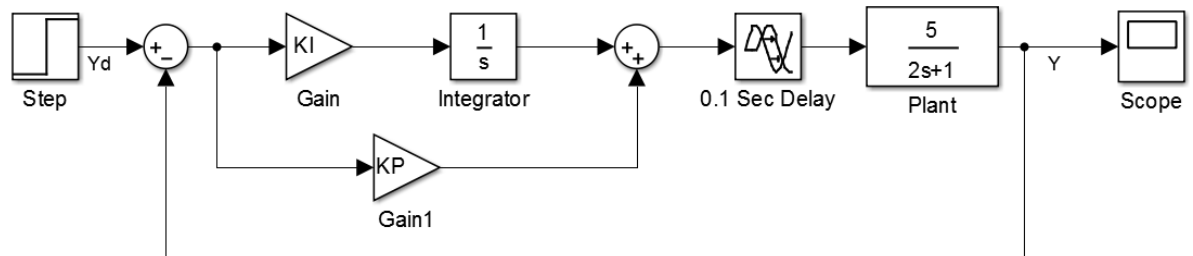 Yd
Step
+
−
KI
Gain
1
s
Integrator
+
+
0.1 Sec Delay
5
2s+1
Plant
Y
Scope
KP
Gain1